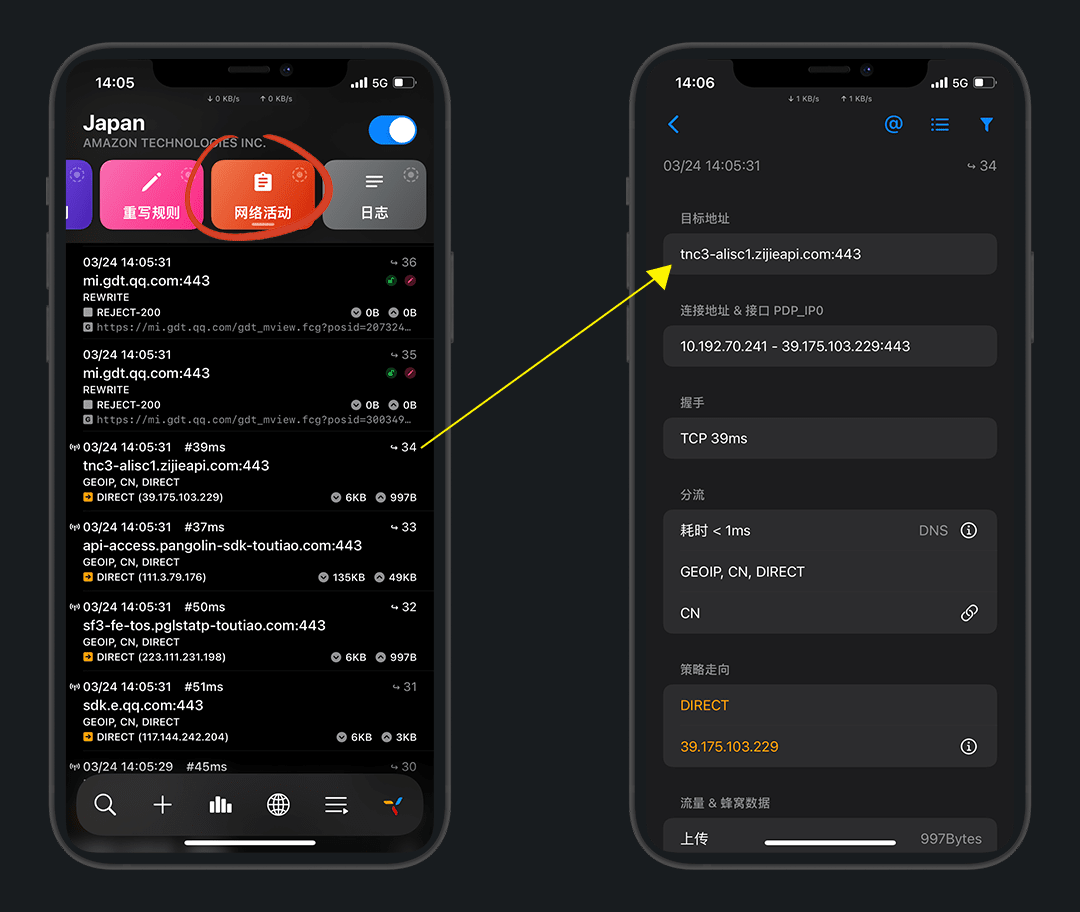 14:05
5G
↓ 0 KB/s ↑ 0 KB/s
Japan
AMAZON TECHNOLOGIES INC.
重写规则
网络活动
日志
03/24 14:05:31 ↪ 36
mi.gdt.qq.com:443
REWRITE
REJECT-200 0B 0B
https://mi.gdt.qq.com/gdt_mview.fcg?posid=207324…
03/24 14:05:31 ↪ 35
mi.gdt.qq.com:443
REWRITE
REJECT-200 0B 0B
https://mi.gdt.qq.com/gdt_mview.fcg?posid=300349…
03/24 14:05:31 #39ms ↪ 34
tnc3-alisc1.zijieapi.com:443
GEOIP, CN, DIRECT
DIRECT (39.175.103.229) 6KB 997B
03/24 14:05:31 #37ms ↪ 33
api-access.pangolin-sdk-toutiao.com:443
GEOIP, CN, DIRECT
DIRECT (111.3.79.176) 135KB 49KB
03/24 14:05:31 #50ms ↪ 32
sf3-fe-tos.pglstatp-toutiao.com:443
GEOIP, CN, DIRECT
DIRECT (223.111.231.198) 6KB 997B
03/24 14:05:31 #51ms ↪ 31
sdk.e.qq.com:443
GEOIP, CN, DIRECT
DIRECT (117.144.242.204) 6KB 3KB
03/24 14:05:29 #45ms ↪ 30
14:06
5G
↓ 1 KB/s ↑ 1 KB/s
@
03/24 14:05:31 ↪ 34
目标地址
tnc3-alisc1.zijieapi.com:443
连接地址 & 接口 PDP_IP0
10.192.70.241 - 39.175.103.229:443
握手
TCP 39ms
分流
耗时 < 1ms DNS
GEOIP, CN, DIRECT
CN
策略走向
DIRECT
39.175.103.229
流量 & 蜂窝数据
上传 997Bytes